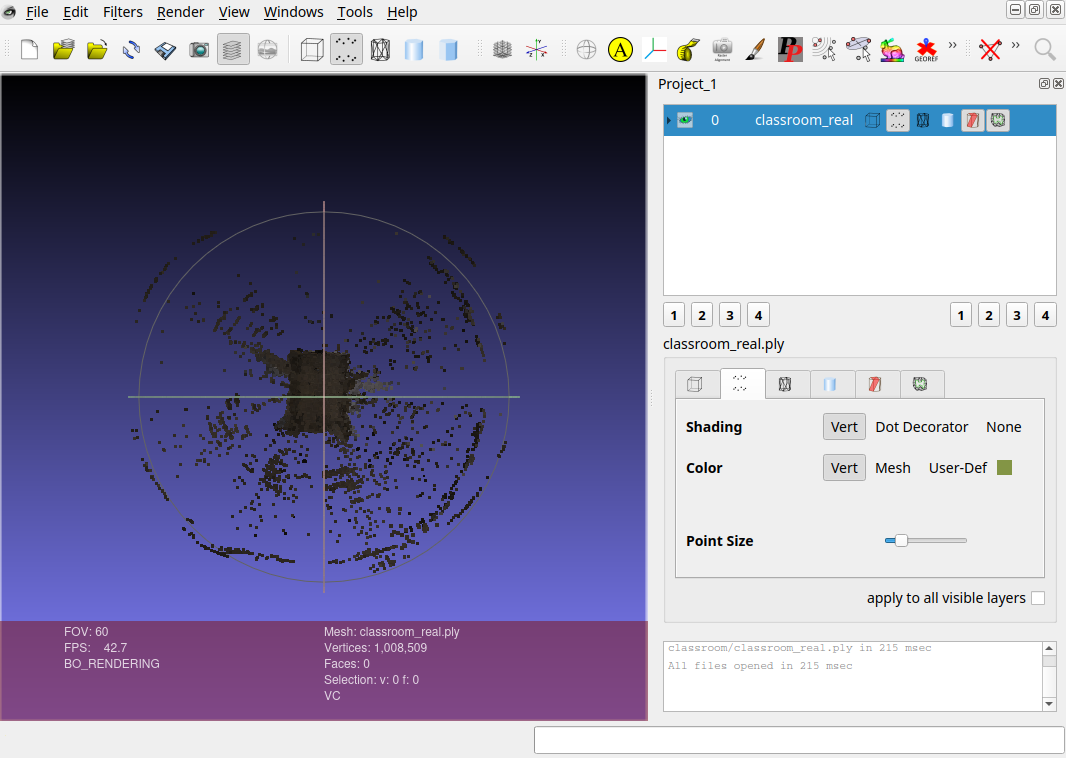 File Edit Filters Render View Windows Tools Help
A PP GEOREF » »
Project_1
0 classroom_real
1 2 3 4 1 2 3 4
classroom_real.ply
Shading Vert Dot Decorator None
Color Vert Mesh User-Def
Point Size
apply to all visible layers
FOV: 60
FPS: 42.7
BO_RENDERING
Mesh: classroom_real.ply
Vertices: 1,008,509
Faces: 0
Selection: v: 0 f: 0
VC
classroom/classroom_real.ply in 215 msec
All files opened in 215 msec